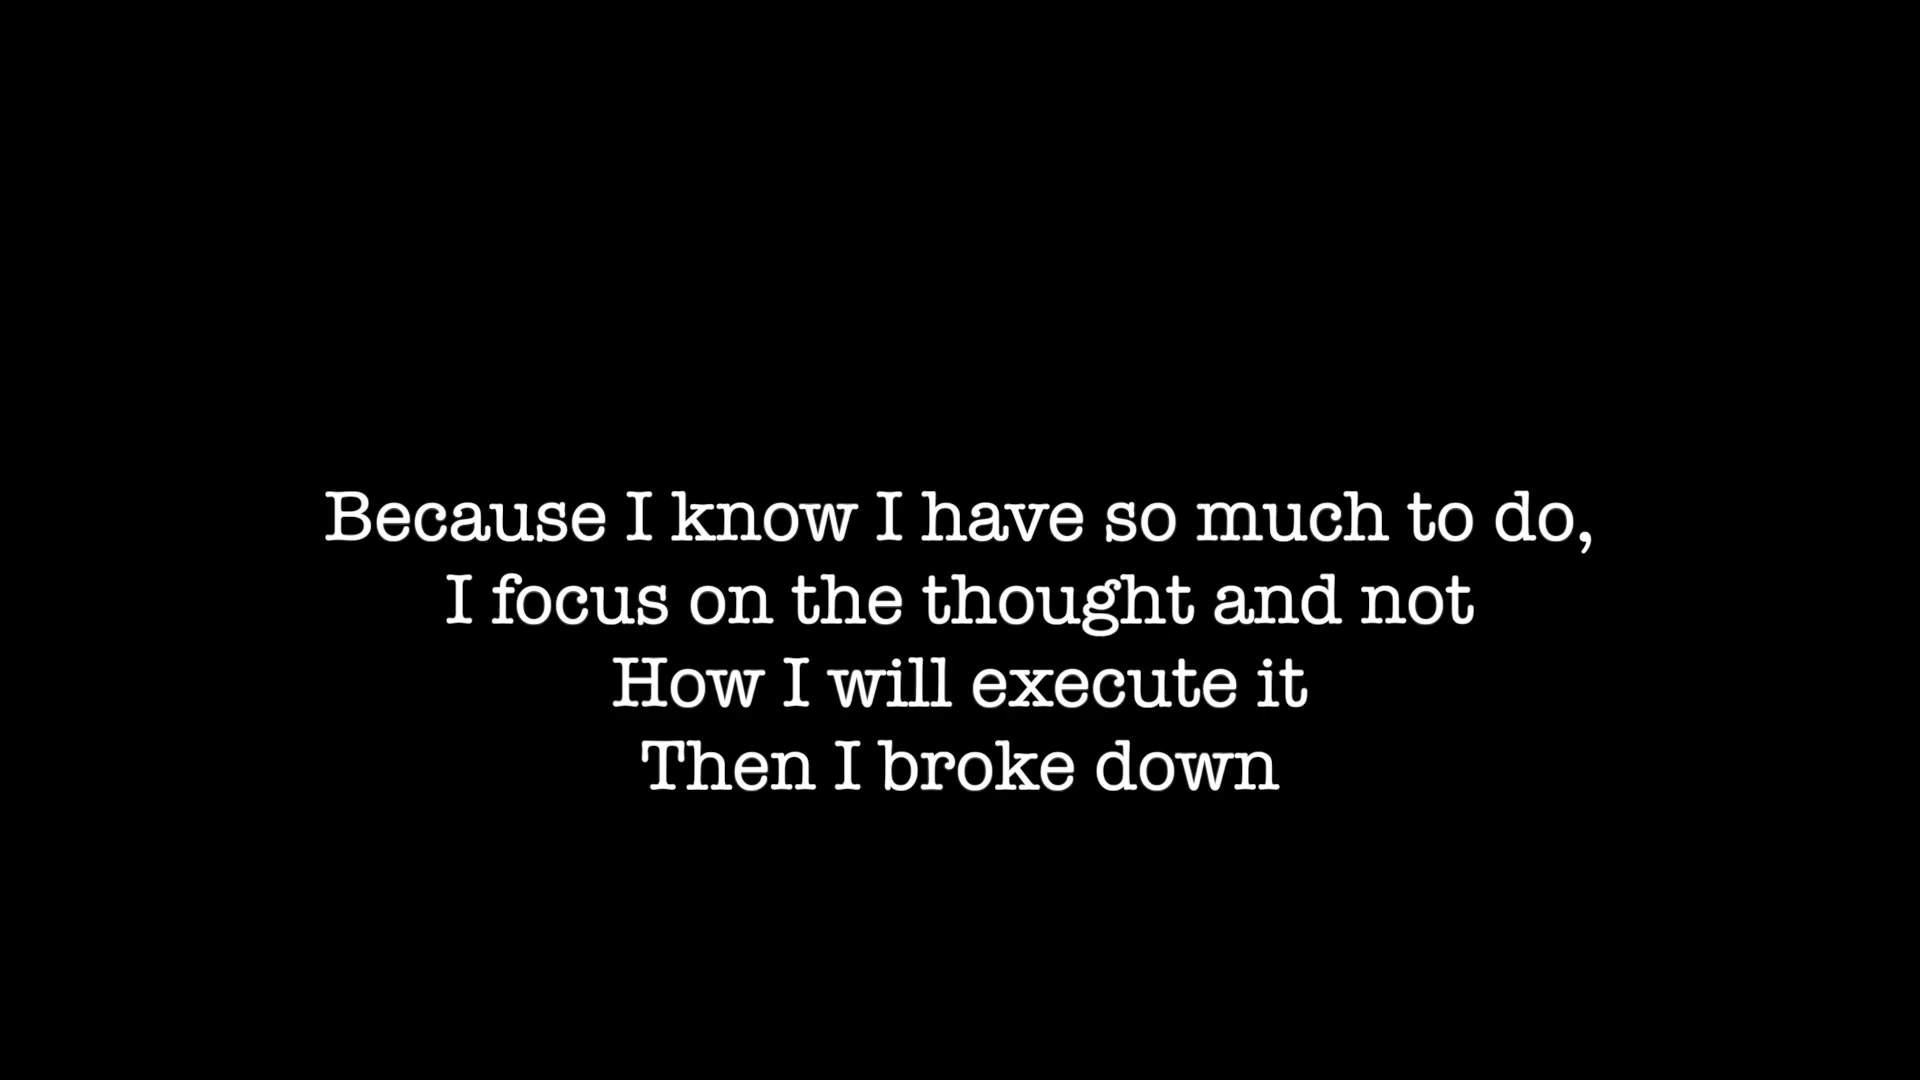 Because I know I have so much to do,
I focus on the thought and not
How I will execute it
Then I broke down